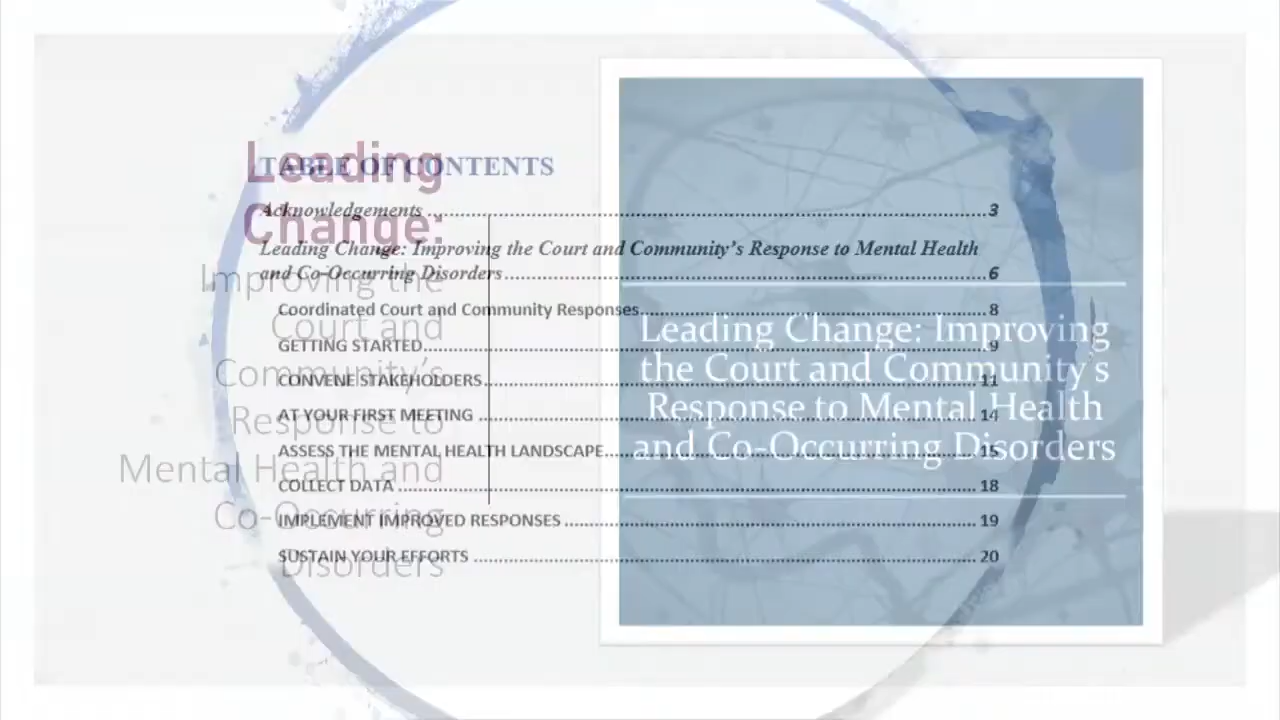 Leading
Change:
Improving the
Court and
Community's
Response to
Mental Health and
Co-Occurring
Disorders
TABLE OF CONTENTS
Acknowledgements ........ 3
Leading Change: Improving the Court and Community's Response to Mental Health
and Co-Occurring Disorders ........ 6
Coordinated Court and Community Responses ........ 8
GETTING STARTED ........ 9
CONVENE STAKEHOLDERS ........ 11
AT YOUR FIRST MEETING ........ 14
ASSESS THE MENTAL HEALTH LANDSCAPE ........ 15
COLLECT DATA ........ 18
IMPLEMENT IMPROVED RESPONSES ........ 19
SUSTAIN YOUR EFFORTS ........ 20
Leading Change: Improving
the Court and Community's
Response to Mental Health
and Co-Occurring Disorders